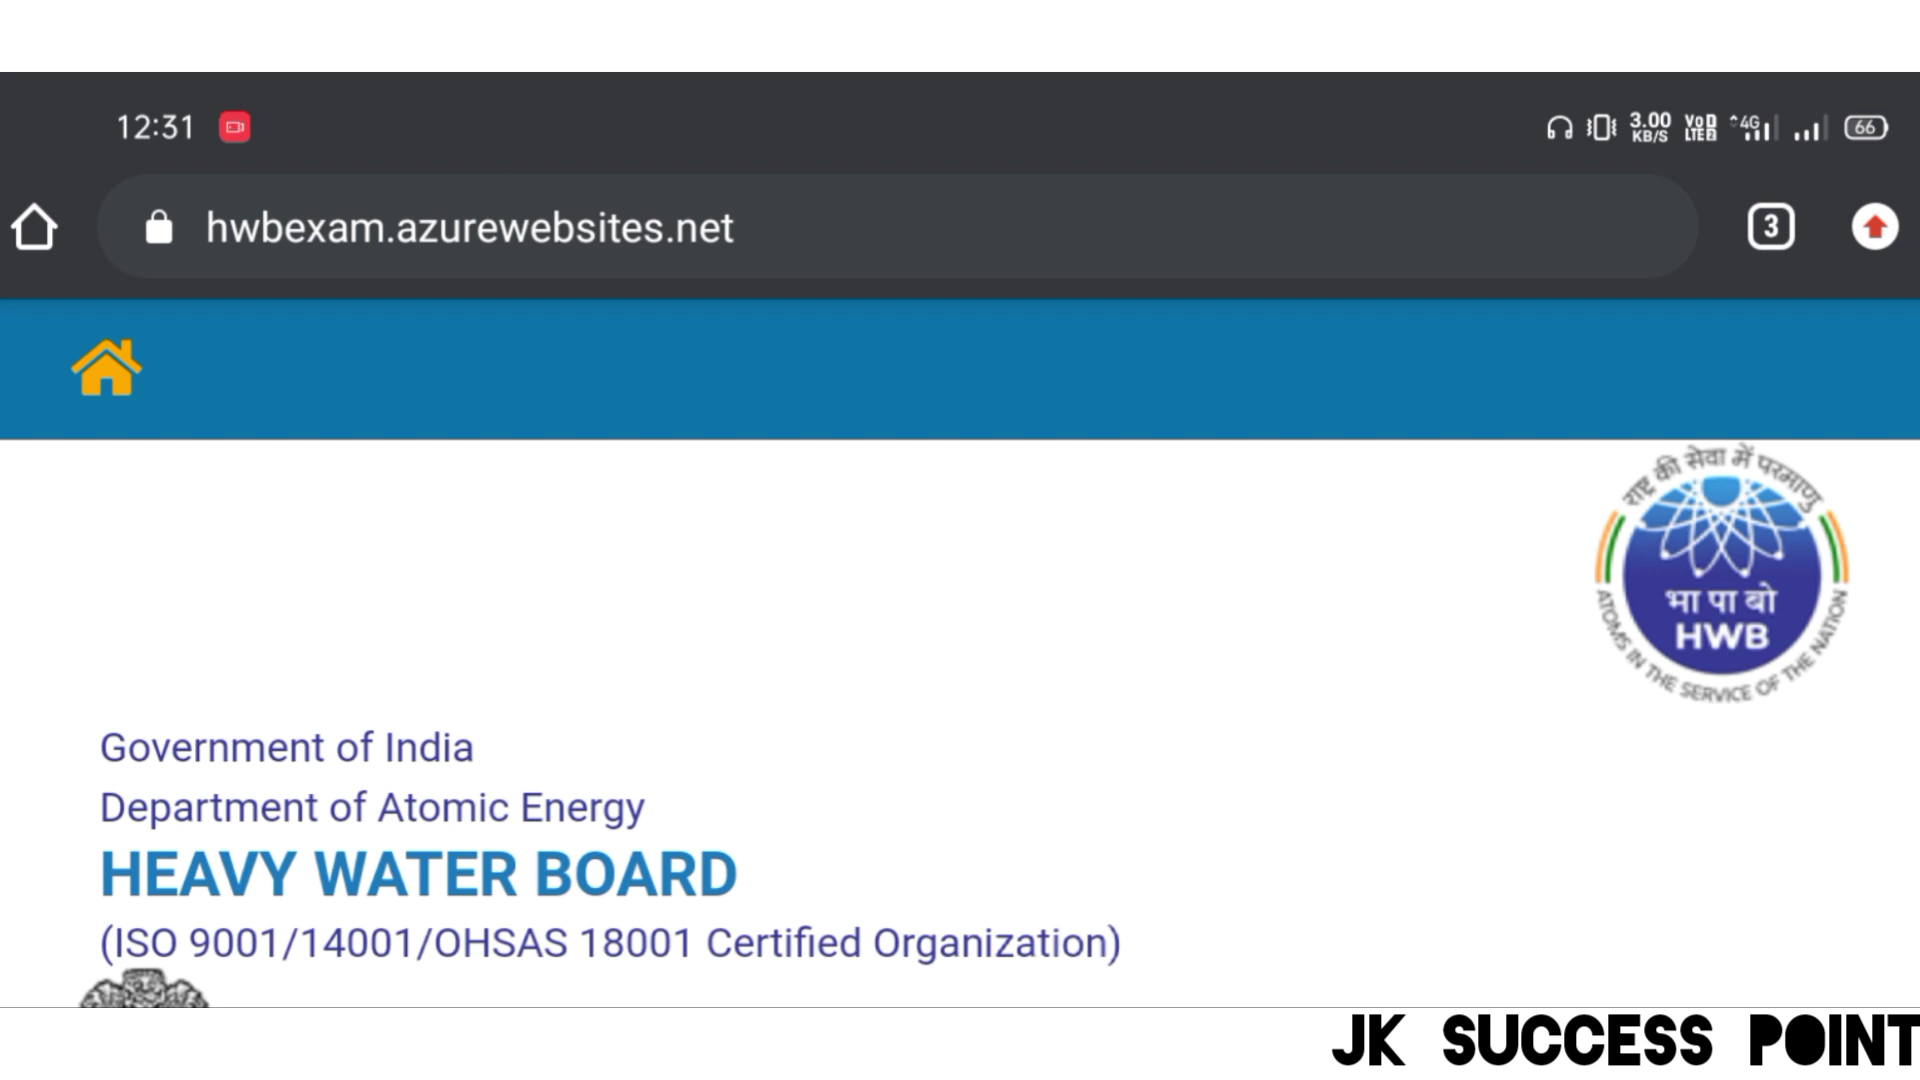 12:31
3.00 KB/S VoD LTE2 4G 66
hwbexam.azurewebsites.net
3
राष्ट्र की सेवा में परमाणु
भा पा बो
HWB
ATOMS IN THE SERVICE OF THE NATION
Government of India
Department of Atomic Energy
HEAVY WATER BOARD
(ISO 9001/14001/OHSAS 18001 Certified Organization)
JK SUCCESS POINT